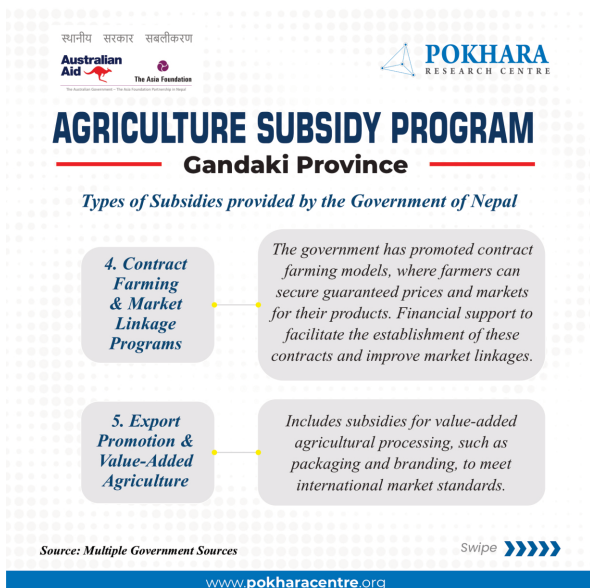 स्थानीय सरकार सबलीकरण
Australian
Aid
The Asia Foundation
The Australian Government – The Asia Foundation Partnership in Nepal
POKHARA
RESEARCH CENTRE
AGRICULTURE SUBSIDY PROGRAM
Gandaki Province
Types of Subsidies provided by the Government of Nepal
4. Contract
Farming
& Market
Linkage
Programs
The government has promoted contract
farming models, where farmers can
secure guaranteed prices and markets
for their products. Financial support to
facilitate the establishment of these
contracts and improve market linkages.
5. Export
Promotion &
Value-Added
Agriculture
Includes subsidies for value-added
agricultural processing, such as
packaging and branding, to meet
international market standards.
Source: Multiple Government Sources
Swipe
www.pokharacentre.org